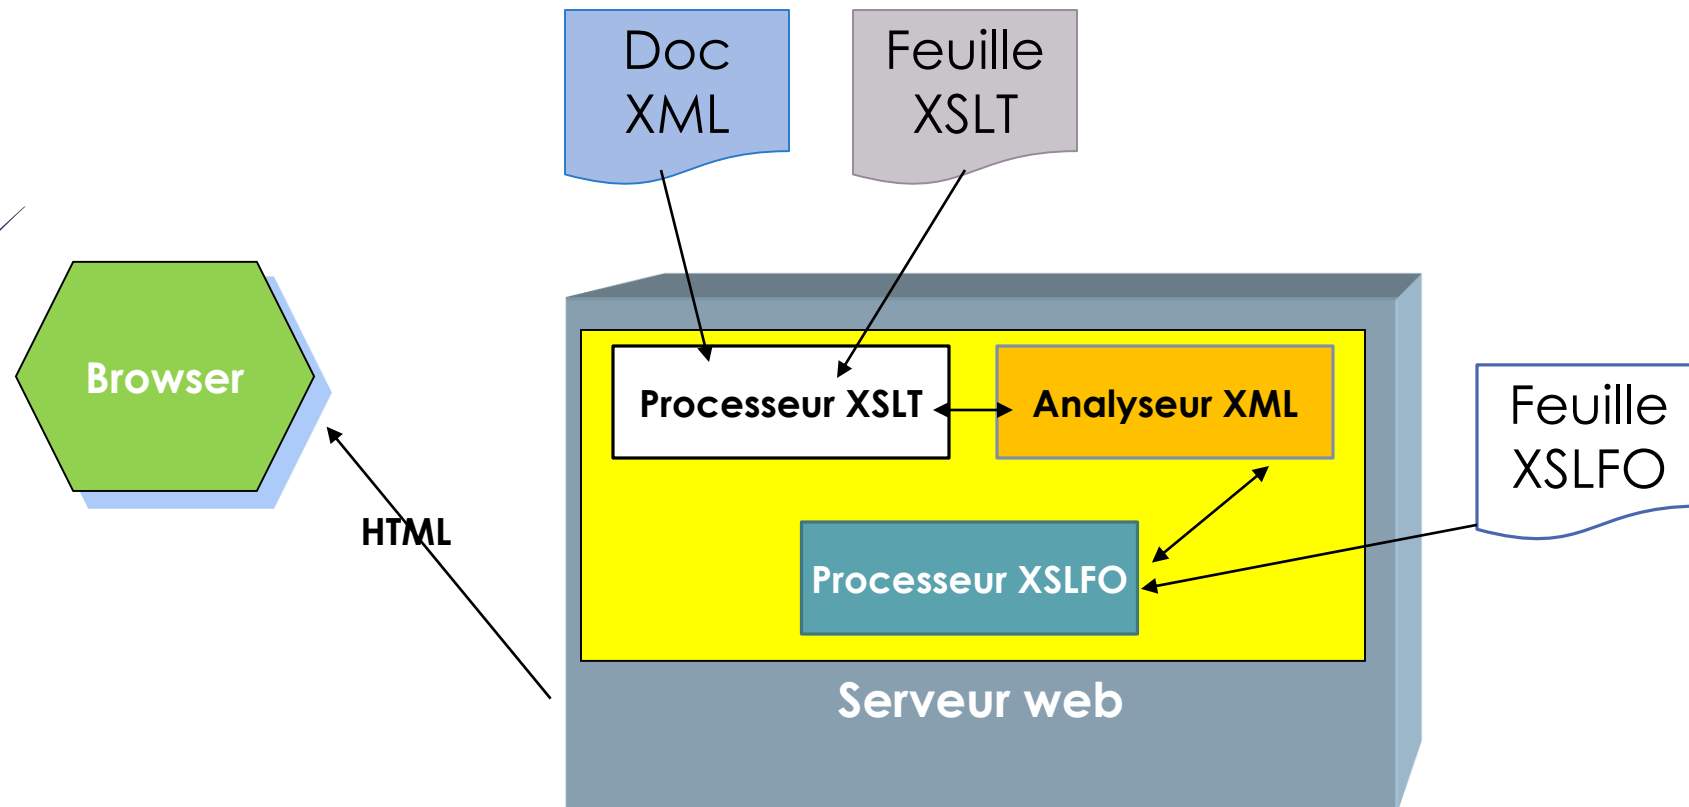 Doc
XML
Feuille
XSLT
Browser
Processeur XSLT
Analyseur XML
Feuille
XSLFO
HTML
Processeur XSLFO
Serveur web